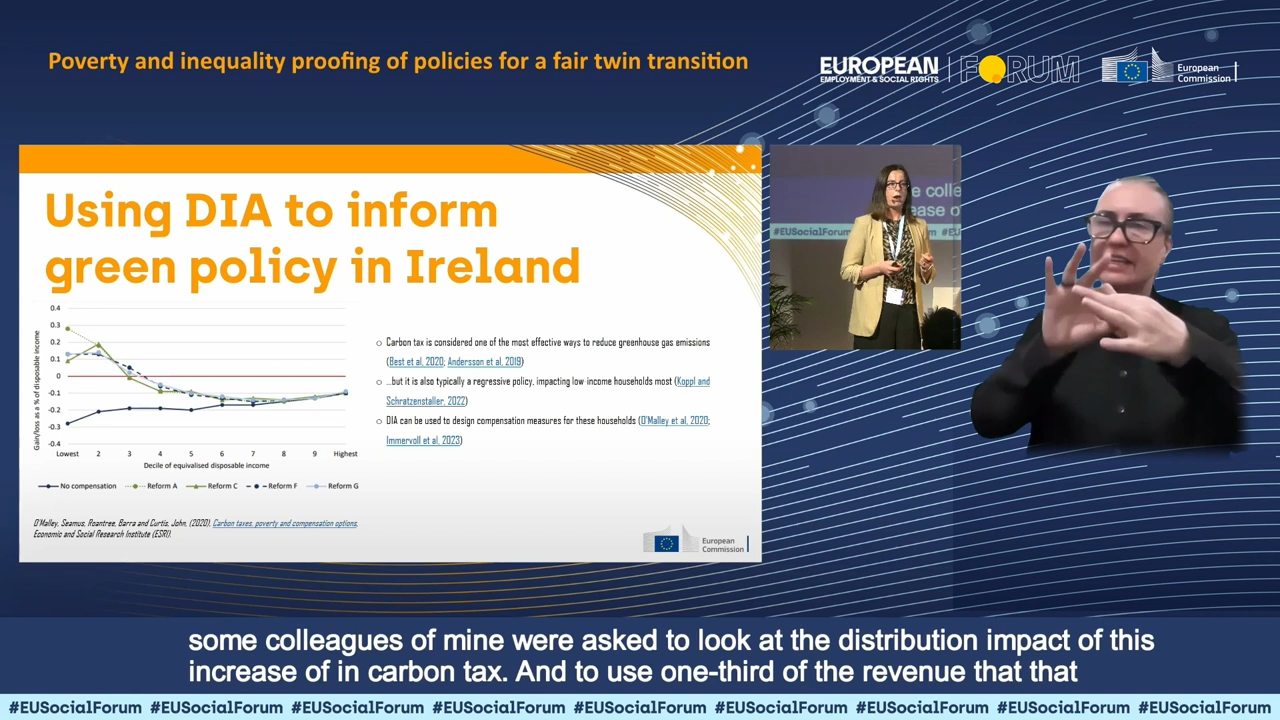 Poverty and inequality proofing of policies for a fair twin transition
EUROPEAN
EMPLOYMENT & SOCIAL RIGHTS
FORUM
European
Commission
Using DIA to inform
green policy in Ireland
0.4
0.3
0.2
0.1
0
-0.1
-0.2
-0.3
-0.4
Gain/loss as a % of disposable income
Lowest 2 3 4 5 6 7 8 9 Highest
Decile of equivalised disposable income
No compensation Reform A Reform C Reform F Reform G
O'Malley, Seamus, Roantree, Barra and Curtis, John, (2020). Carbon taxes, poverty and compensation options,
Economic and Social Research Institute (ESRI).
o Carbon tax is considered one of the most effective ways to reduce greenhouse gas emissions
(Best et al, 2020; Andersson et al, 2019)
o ...but it is also typically a regressive policy, impacting low-income households most (Koppl and
Schratzenstaller, 2022)
o DIA can be used to design compensation measures for these households (O'Malley et al, 2020;
Immervoll et al, 2023)
European
Commission
e colle
ease o
#EUSocialForum
m #EU
some colleagues of mine were asked to look at the distribution impact of this
increase of in carbon tax. And to use one-third of the revenue that that
#EUSocialForum #EUSocialForum #EUSocialForum #EUSocialForum #EUSocialForum #EUSocialForum #EUSocialForum #EUSocialForum #EUSocialForum